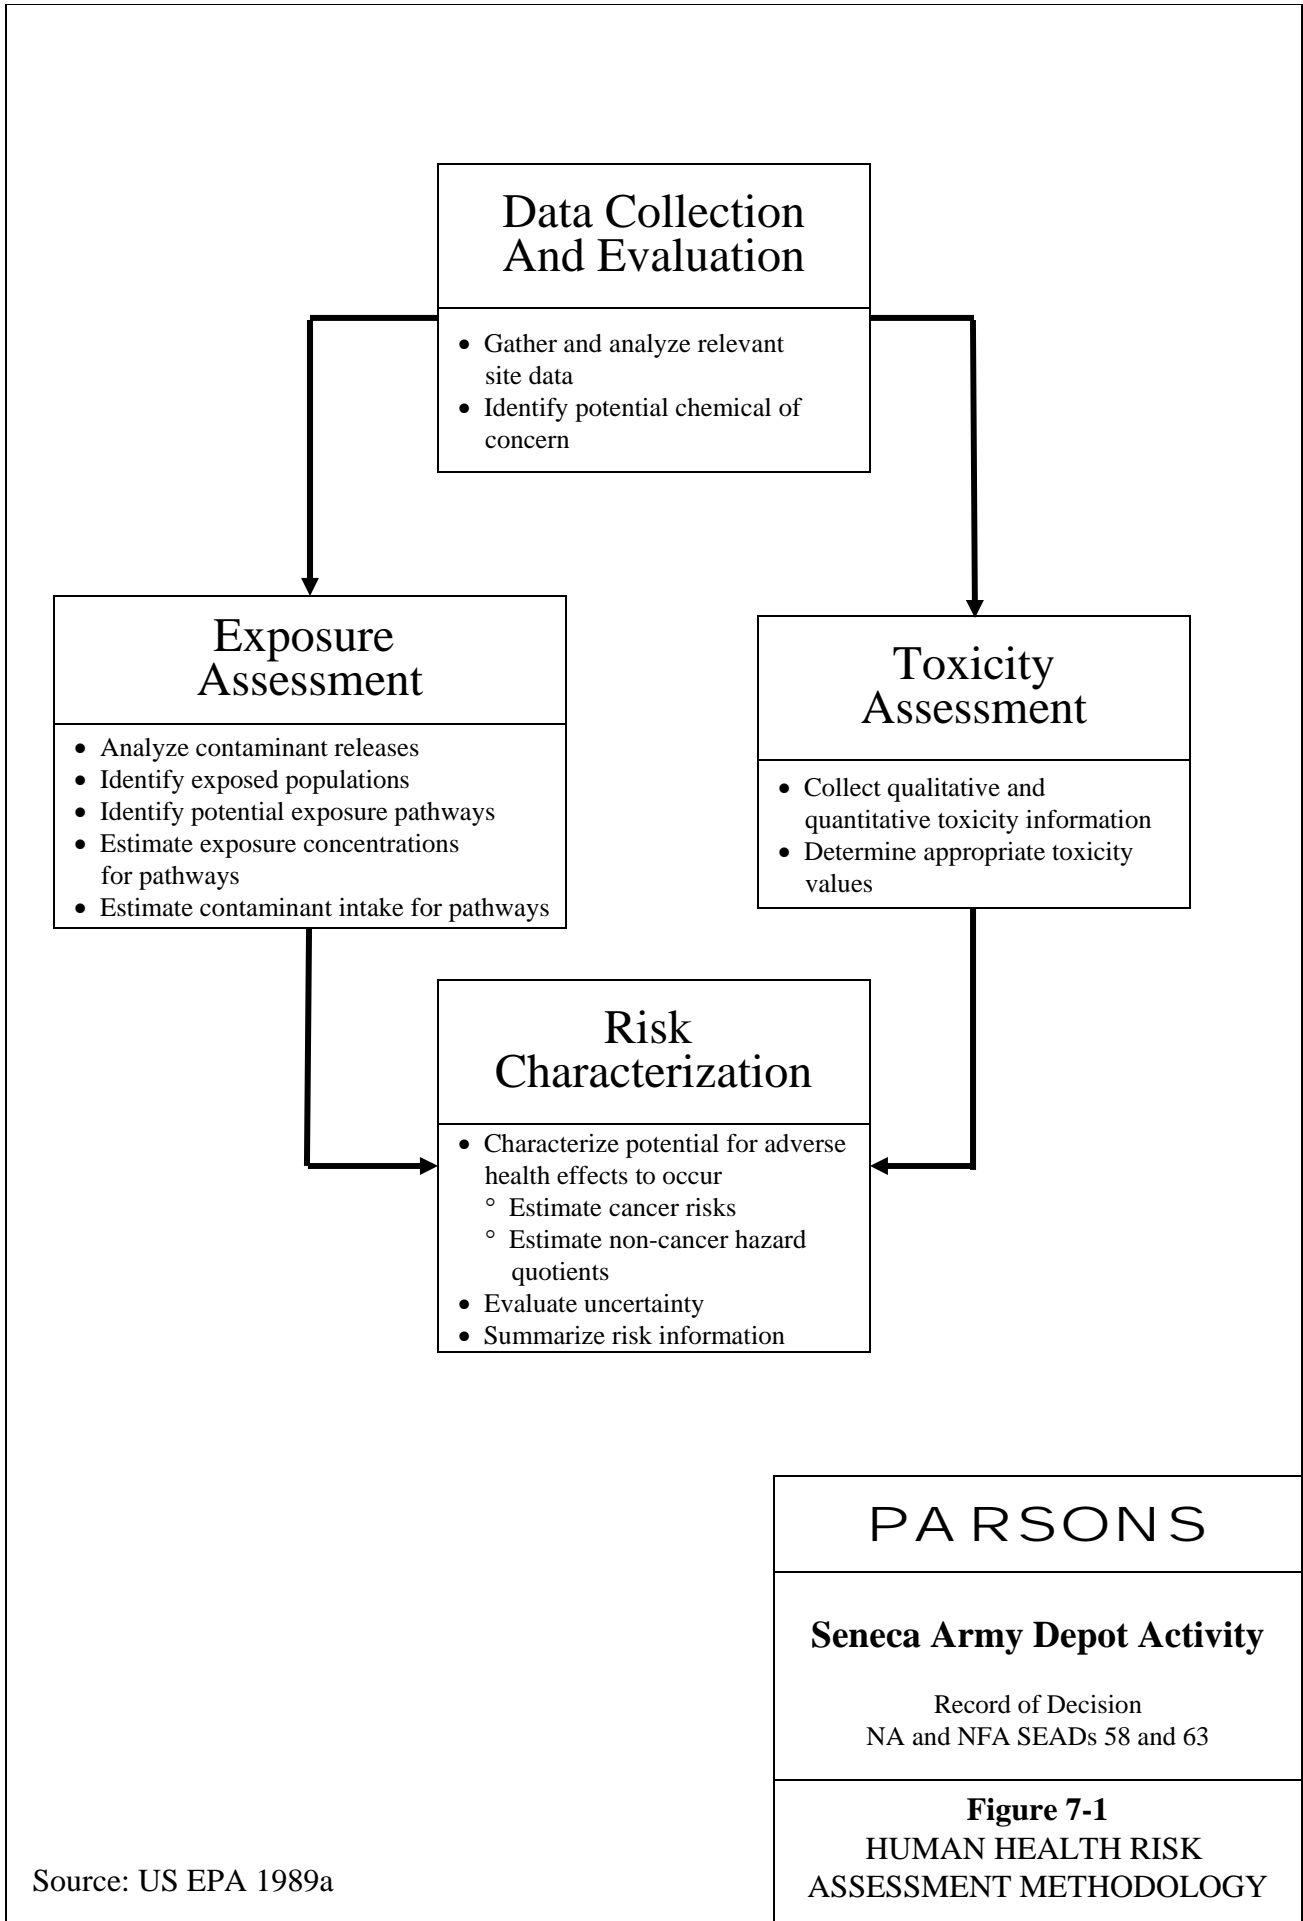 Data Collection
And Evaluation
• Gather and analyze relevant
site data
• Identify potential chemical of
concern
Exposure
Assessment
• Analyze contaminant releases
• Identify exposed populations
• Identify potential exposure pathways
• Estimate exposure concentrations
for pathways
• Estimate contaminant intake for pathways
Toxicity
Assessment
• Collect qualitative and
quantitative toxicity information
• Determine appropriate toxicity
values
Risk
Characterization
• Characterize potential for adverse
health effects to occur
° Estimate cancer risks
° Estimate non-cancer hazard
quotients
• Evaluate uncertainty
• Summarize risk information
PARSONS
Seneca Army Depot Activity
Record of Decision
NA and NFA SEADs 58 and 63
Figure 7-1
HUMAN HEALTH RISK
ASSESSMENT METHODOLOGY
Source: US EPA 1989a